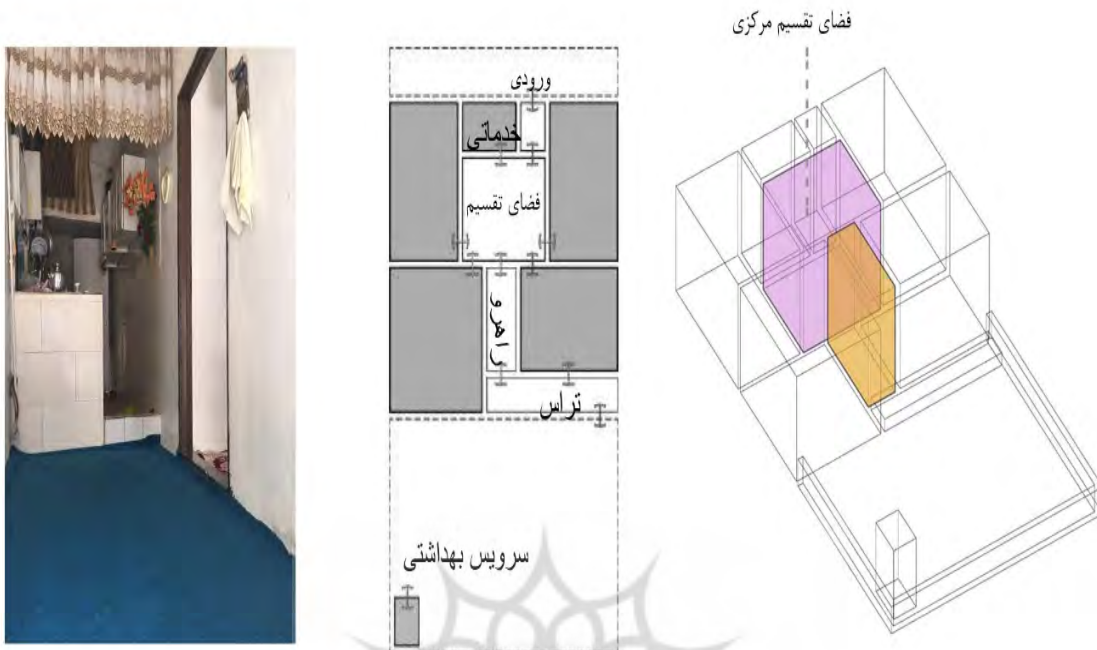 فضای تقسیم مرکزی
ورودی
خدماتی
فضای تقسیم
راهرو
تراس
سرویس بهداشتی